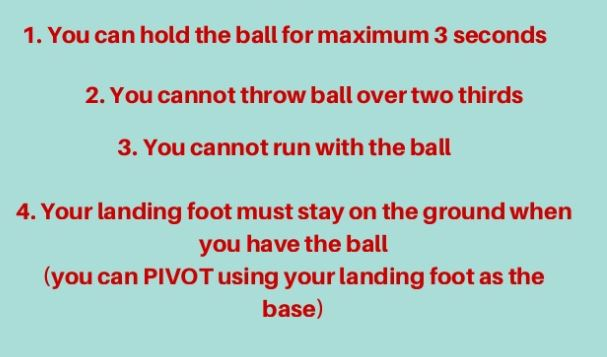 1. You can hold the ball for maximum 3 seconds
2. You cannot throw ball over two thirds
3. You cannot run with the ball
4. Your landing foot must stay on the ground when
you have the ball
(you can PIVOT using your landing foot as the
base)